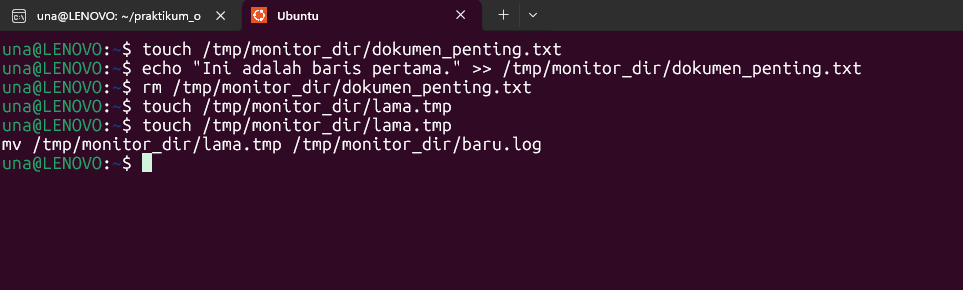 una@LENOVO: ~/praktikum_o
Ubuntu
una@LENOVO:~$ touch /tmp/monitor_dir/dokumen_penting.txt
una@LENOVO:~$ echo "Ini adalah baris pertama." >> /tmp/monitor_dir/dokumen_penting.txt
una@LENOVO:~$ rm /tmp/monitor_dir/dokumen_penting.txt
una@LENOVO:~$ touch /tmp/monitor_dir/lama.tmp
una@LENOVO:~$ touch /tmp/monitor_dir/lama.tmp
mv /tmp/monitor_dir/lama.tmp /tmp/monitor_dir/baru.log
una@LENOVO:~$